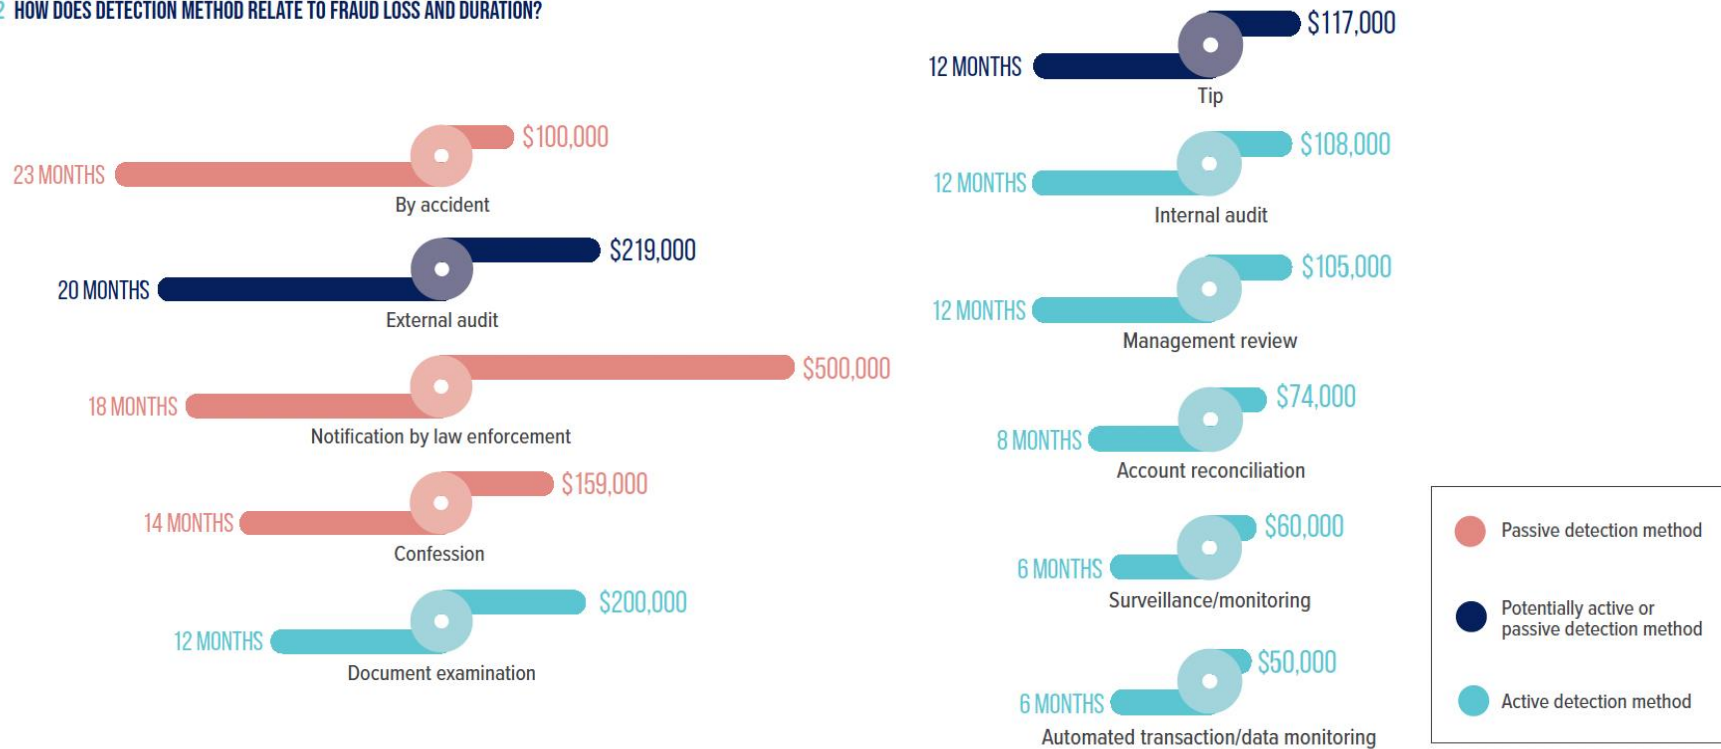 2 HOW DOES DETECTION METHOD RELATE TO FRAUD LOSS AND DURATION?
23 MONTHS
$100,000
By accident
20 MONTHS
$219,000
External audit
18 MONTHS
$500,000
Notification by law enforcement
14 MONTHS
$159,000
Confession
12 MONTHS
$200,000
Document examination
12 MONTHS
$117,000
Tip
12 MONTHS
$108,000
Internal audit
12 MONTHS
$105,000
Management review
8 MONTHS
$74,000
Account reconciliation
6 MONTHS
$60,000
Surveillance/monitoring
6 MONTHS
$50,000
Automated transaction/data monitoring
Passive detection method
Potentially active or
passive detection method
Active detection method